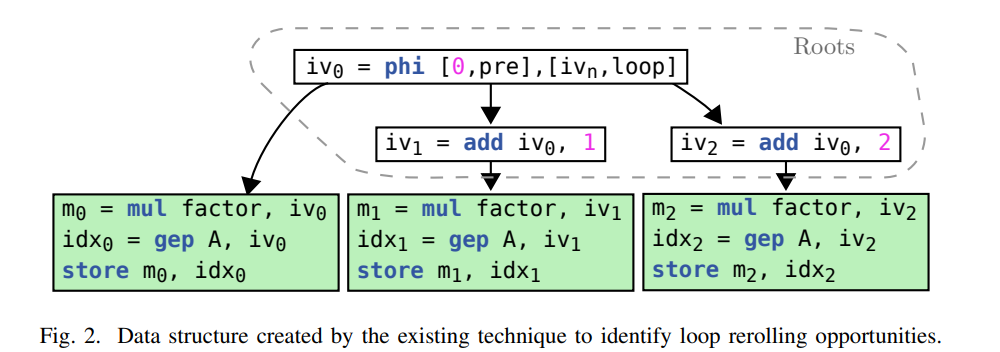 Roots
iv₀ = phi [0,pre],[ivₙ,loop]
iv₁ = add iv₀, 1
iv₂ = add iv₀, 2
m₀ = mul factor, iv₀
idx₀ = gep A, iv₀
store m₀, idx₀
m₁ = mul factor, iv₁
idx₁ = gep A, iv₁
store m₁, idx₁
m₂ = mul factor, iv₂
idx₂ = gep A, iv₂
store m₂, idx₂
Fig. 2. Data structure created by the existing technique to identify loop rerolling opportunities.